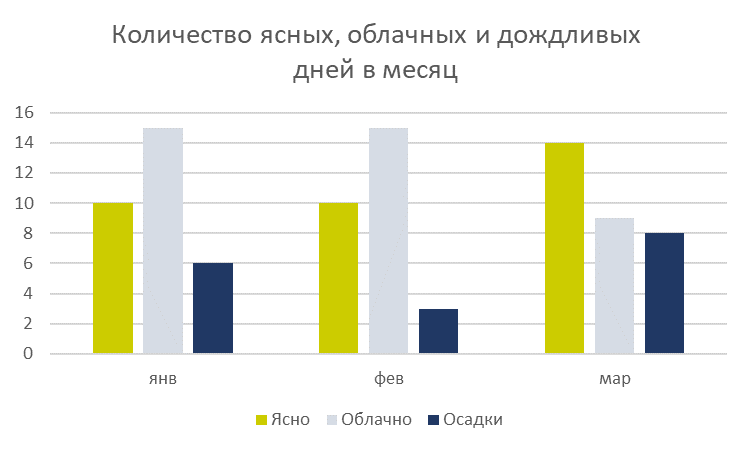 Количество ясных, облачных и дождливых
дней в месяц
16
14
12
10
8
6
4
2
0
янв фев мар
Ясно Облачно Осадки